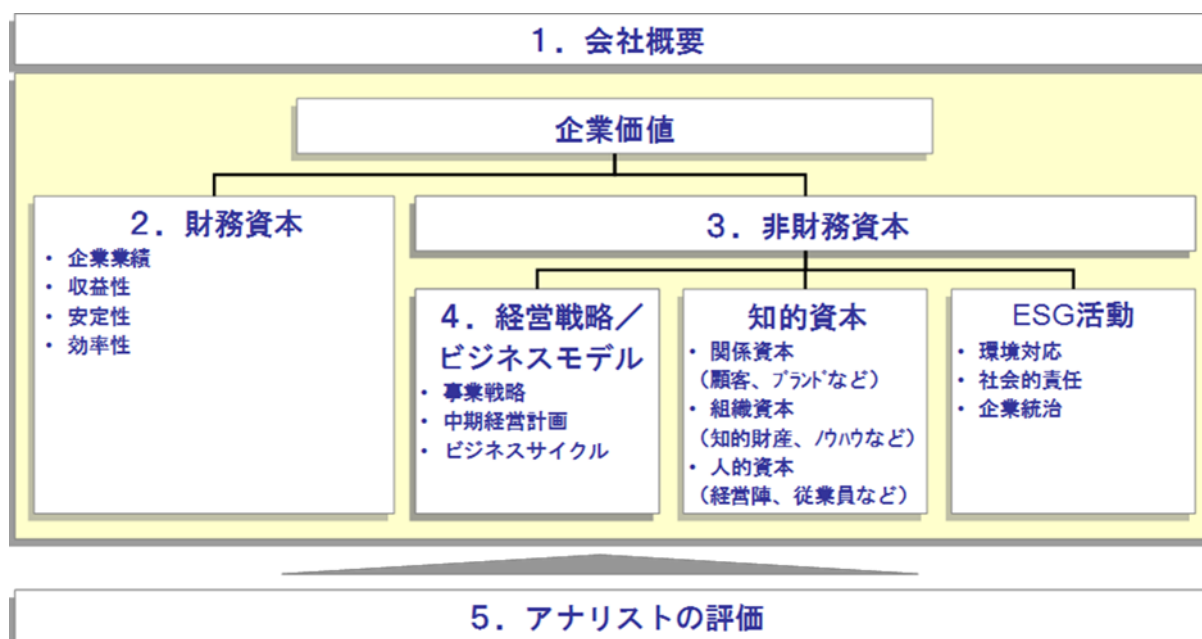 １．会社概要
企業価値
２．財務資本
・ 企業業績
・ 収益性
・ 安定性
・ 効率性
３．非財務資本
４．経営戦略／
ビジネスモデル
・ 事業戦略
・ 中期経営計画
・ ビジネスサイクル
知的資本
・ 関係資本
（顧客、ﾌﾞﾗﾝﾄﾞなど）
・ 組織資本
（知的財産、ﾉｳﾊｳなど）
・ 人的資本
（経営陣、従業員など）
ESG活動
・ 環境対応
・ 社会的責任
・ 企業統治
５．アナリストの評価